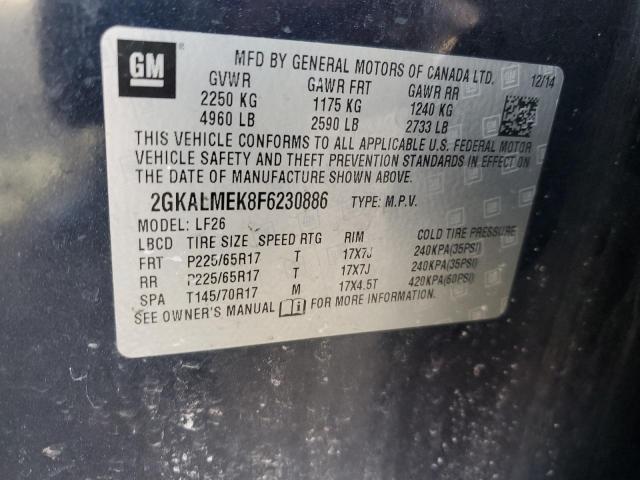 GM
MFD BY GENERAL MOTORS OF CANADA LTD.
12/14
GVWR GAWR FRT GAWR RR
2250 KG 1175 KG 1240 KG
4960 LB 2590 LB 2733 LB
THIS VEHICLE CONFORMS TO ALL APPLICABLE U.S. FEDERAL MOTOR
VEHICLE SAFETY AND THEFT PREVENTION STANDARDS IN EFFECT ON
THE DATE OF MANUFACTURE SHOWN ABOVE.
2GKALMEK8F6230886 TYPE: M.P.V.
MODEL: LF26
LBCD TIRE SIZE SPEED RTG RIM COLD TIRE PRESSURE
FRT P225/65R17 T 17X7J 240KPA(35PSI)
RR P225/65R17 T 17X7J 240KPA(35PSI)
SPA T145/70R17 M 17X4.5T 420KPA(60PSI)
SEE OWNER'S MANUAL i FOR MORE INFORMATION.